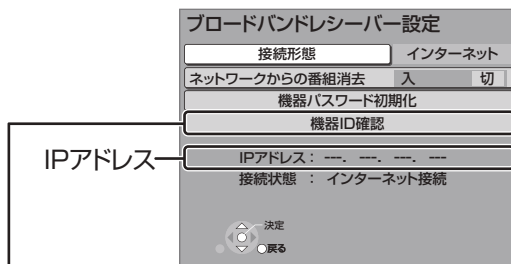 ブロードバンドレシーバー設定
接続形態 インターネット
ネットワークからの番組消去 入 切
機器パスワード初期化
機器ID確認
IPアドレス
IPアドレス： ---. ---. ---. ---
接続状態 ： インターネット接続
決定
戻る